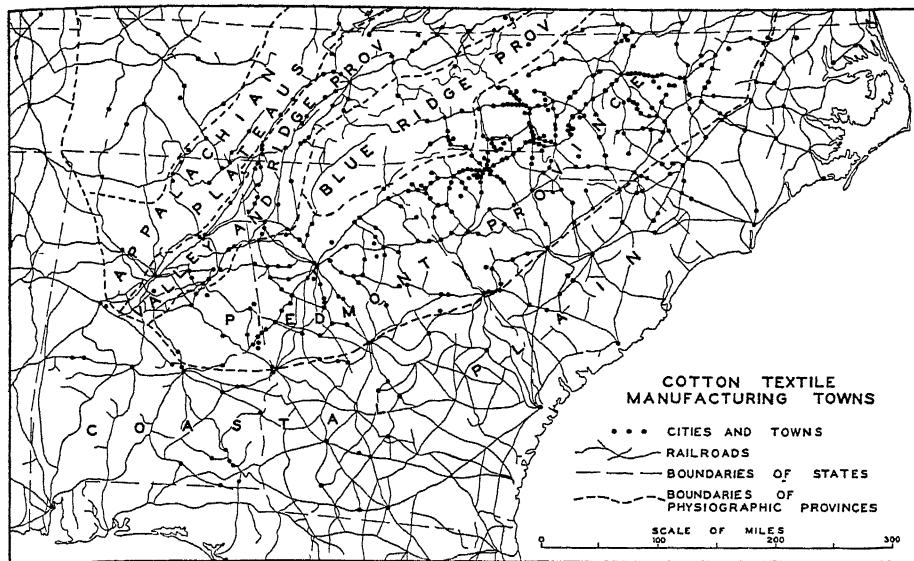 APPALACHIAN
PLATEAUS
VALLEY AND RIDGE PROV
BLUE RIDGE PROV
PIEDMONT PROVINCE
COASTAL PLAIN
COTTON TEXTILE
MANUFACTURING TOWNS
CITIES AND TOWNS
RAILROADS
BOUNDARIES OF STATES
BOUNDARIES OF
PHYSIOGRAPHIC PROVINCES
SCALE OF MILES
0 100 200 300